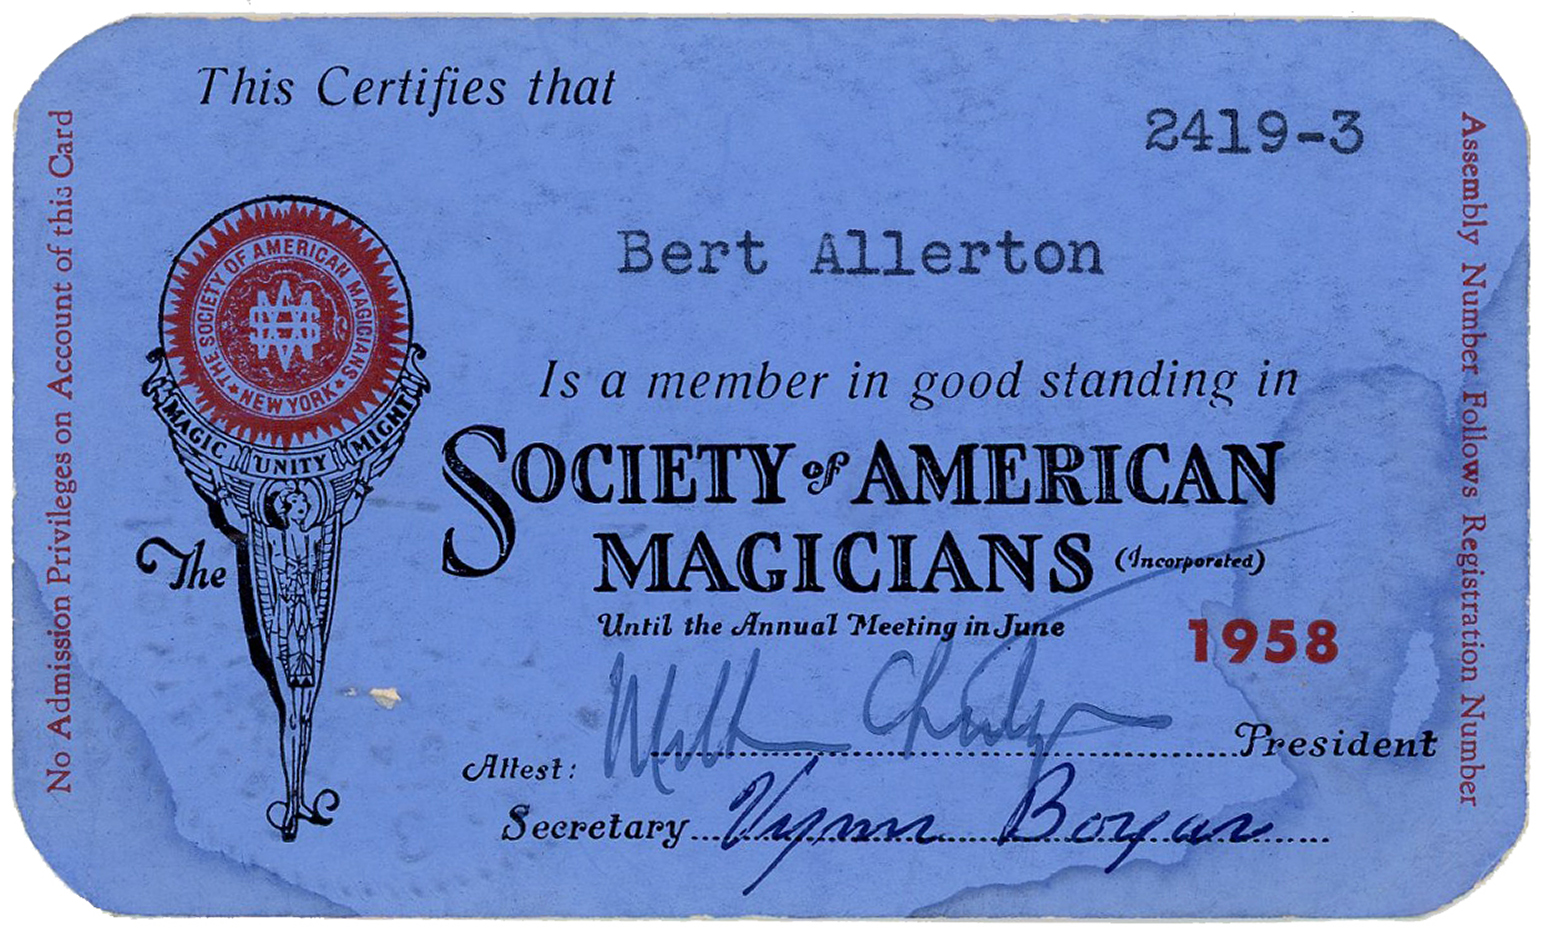 This Certifies that
2419-3
Bert Allerton
Is a member in good standing in
The
SOCIETY of AMERICAN
MAGICIANS (Incorporated)
Until the Annual Meeting in June
1958
President
Attest:
Secretary Vynn Boyar
No Admission Privileges on Account of this Card
Assembly Number Follows Registration Number
THE SOCIETY OF AMERICAN MAGICIANS
NEW YORK
MAGIC UNITY MIGHT